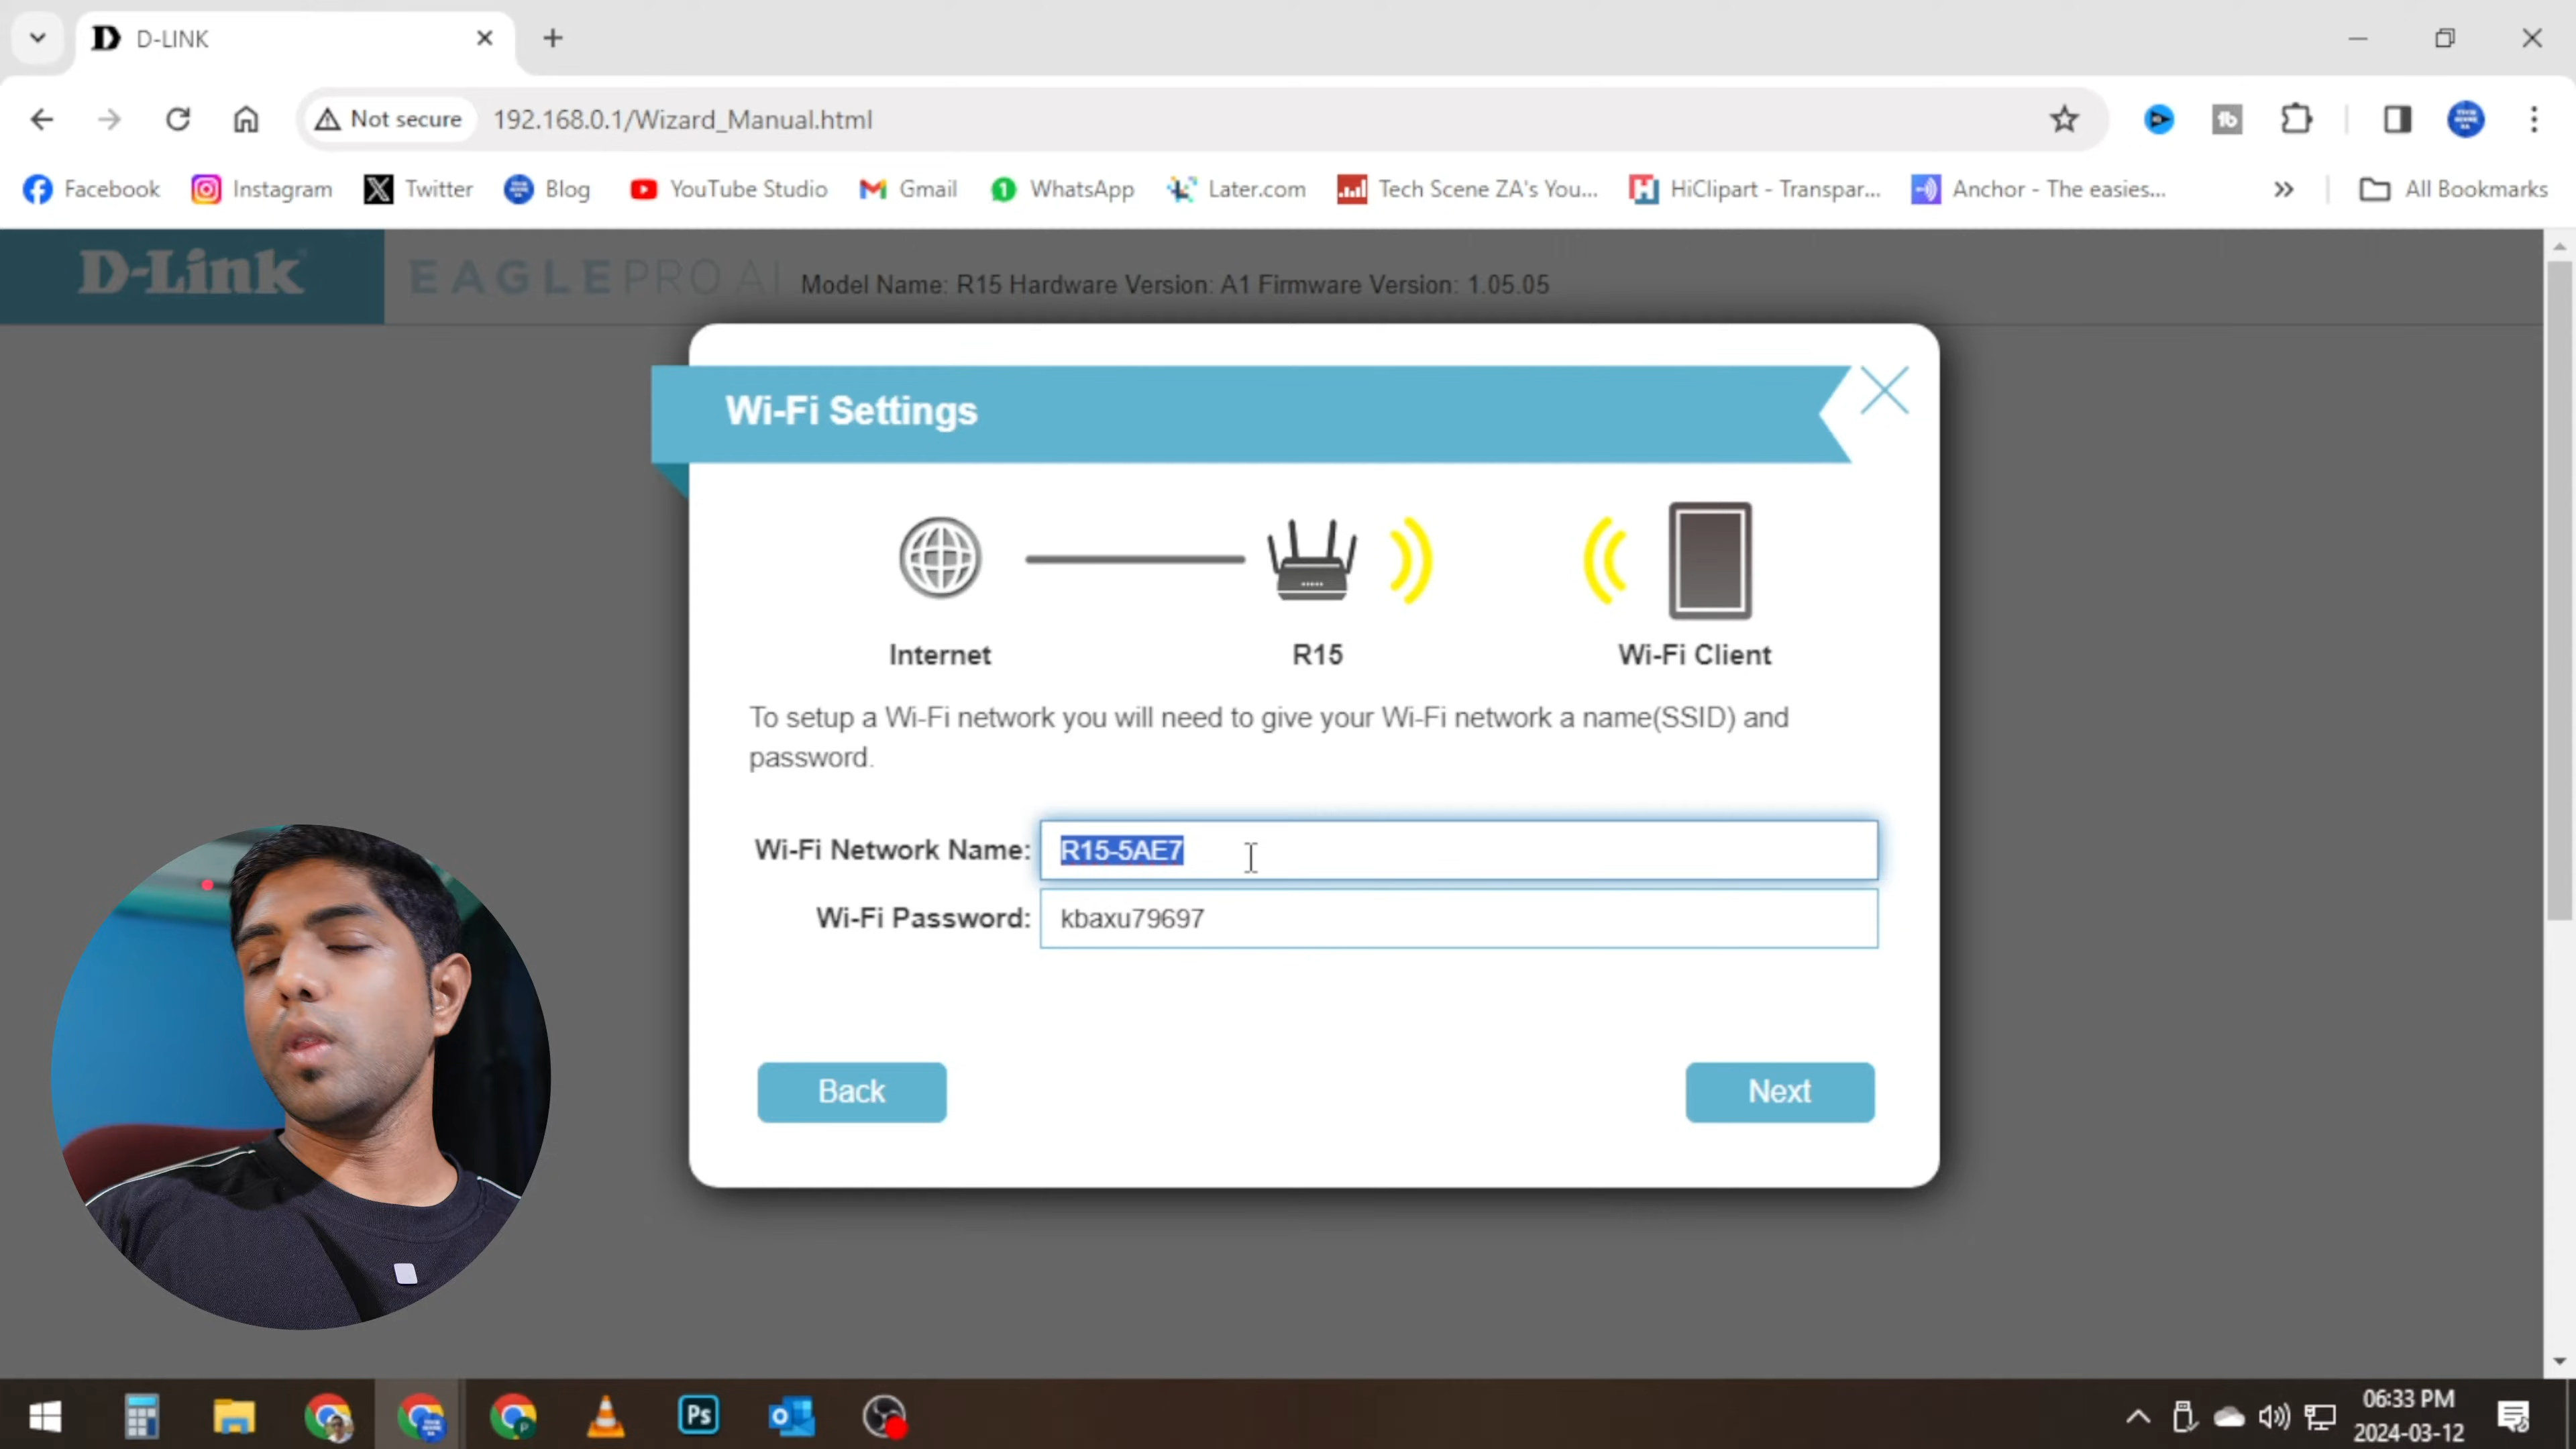 D-LINK
Not secure
192.168.0.1/Wizard_Manual.html
Facebook Instagram Twitter Blog YouTube Studio Gmail WhatsApp Later.com Tech Scene ZA's You... HiClipart - Transpar... Anchor - The easies... All Bookmarks
D-Link EAGLE PRO AI Model Name: R15 Hardware Version: A1 Firmware Version: 1.05.05
Wi-Fi Settings
Internet R15 Wi-Fi Client
To setup a Wi-Fi network you will need to give your Wi-Fi network a name(SSID) and
password.
Wi-Fi Network Name: R15-5AE7
Wi-Fi Password: kbaxu79697
Back Next
Ps
06:33 PM
2024-03-12